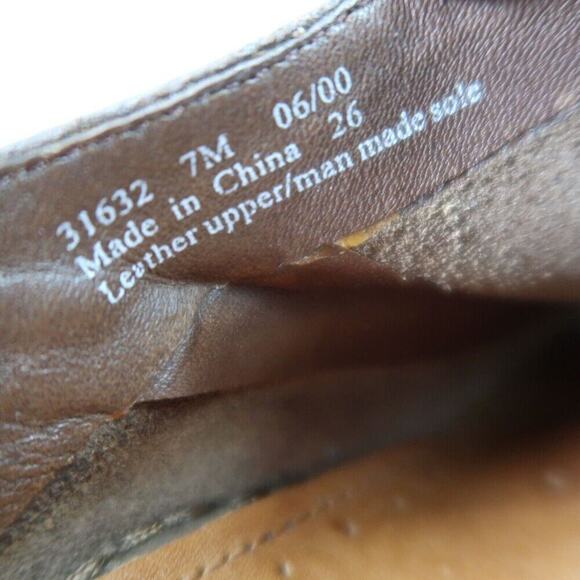 31632 7M 06/00
Made in China 26
Leather upper/man made sole